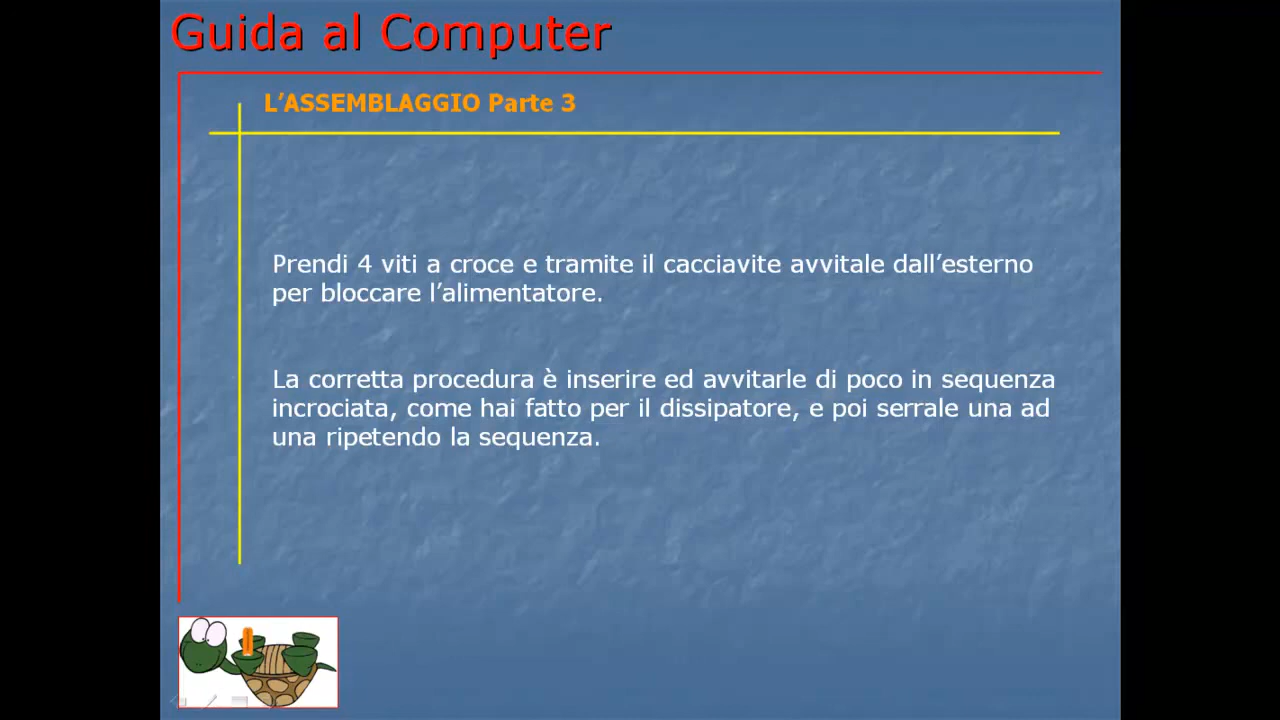 Guida al Computer
L’ASSEMBLAGGIO Parte 3
Prendi 4 viti a croce e tramite il cacciavite avvitale dall’esterno
per bloccare l’alimentatore.
La corretta procedura è inserire ed avvitarle di poco in sequenza
incrociata, come hai fatto per il dissipatore, e poi serrale una ad
una ripetendo la sequenza.